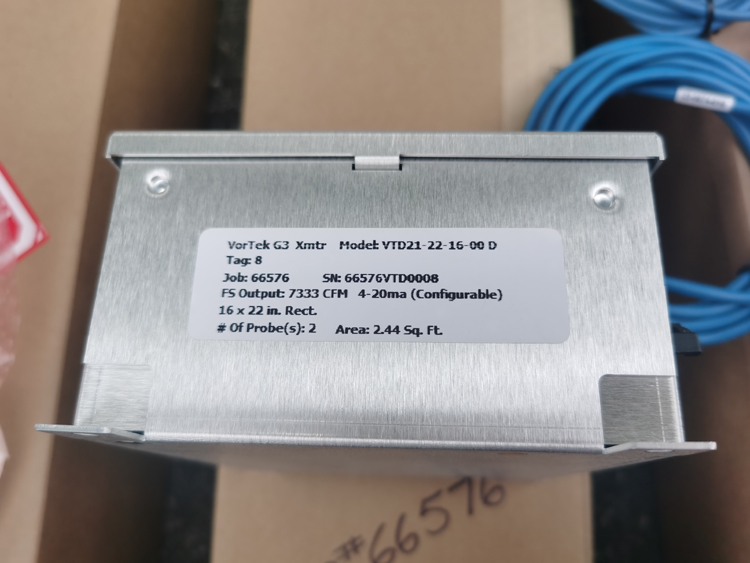 VorTek G3 Xmtr Model: VTD21-22-16-00 D
Tag: 8
Job: 66576 SN: 66576VTD0008
FS Output: 7333 CFM 4-20ma (Configurable)
16 x 22 in. Rect.
# Of Probe(s): 2 Area: 2.44 Sq. Ft.
#66576